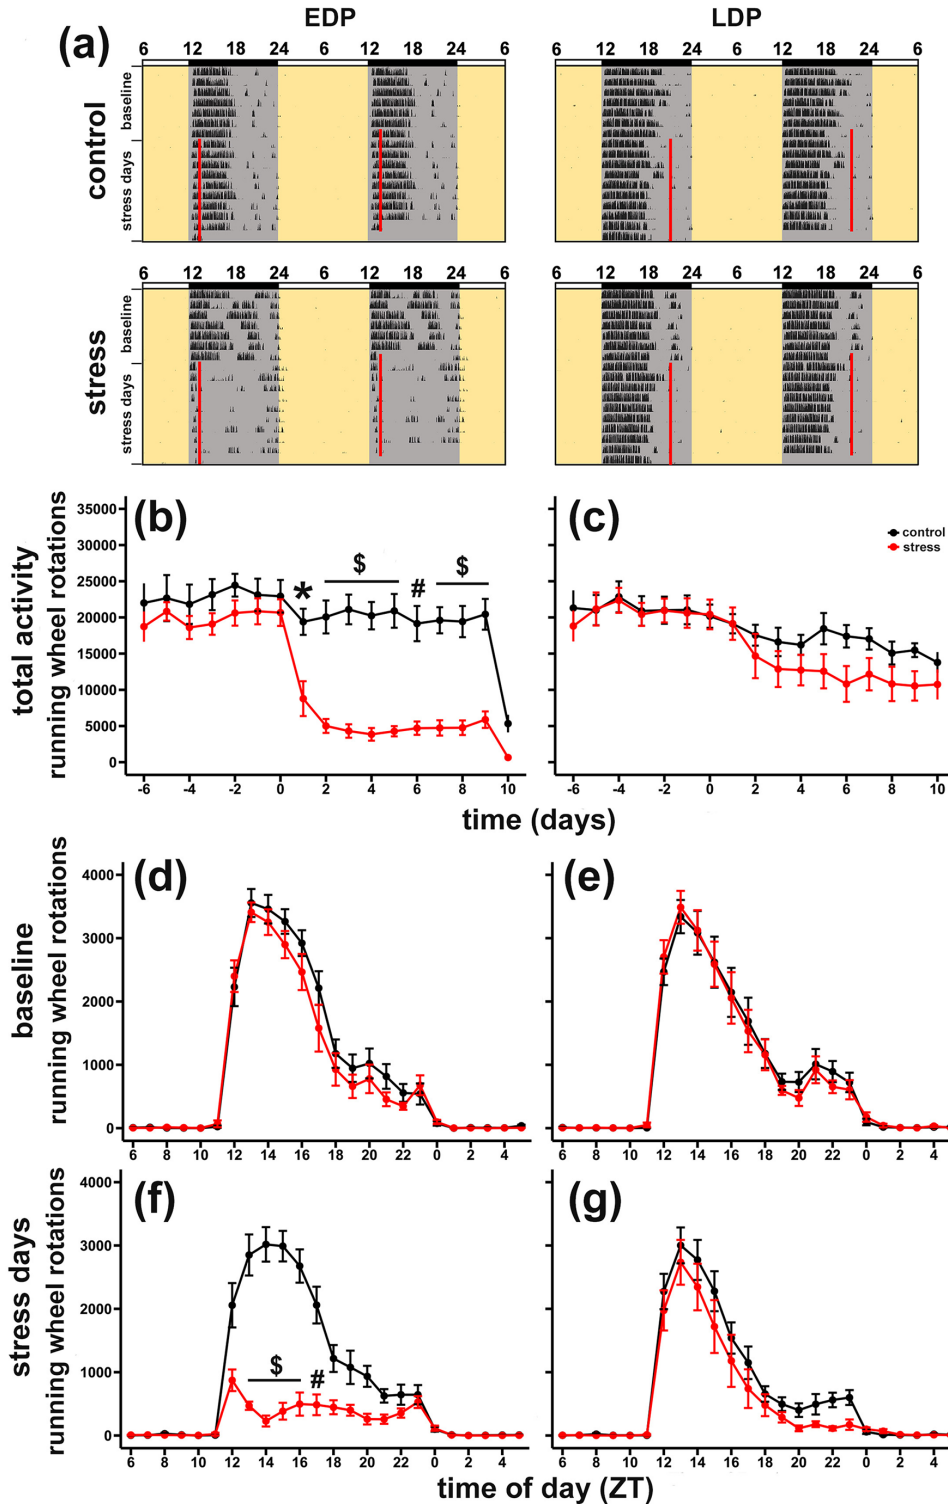 EDP LDP
(a)
6 12 18 24 6 12 18 24 6 6 12 18 24 6 12 18 24 6
control
baseline
stress days
6 12 18 24 6 12 18 24 6 6 12 18 24 6 12 18 24 6
stress
baseline
stress days
total activity
running wheel rotations
(b) (c)
35000
30000
25000
20000
15000
10000
5000
0
* $ # $
control
stress
-6 -4 -2 0 2 4 6 8 10 -6 -4 -2 0 2 4 6 8 10
time (days)
baseline
running wheel rotations
(d) (e)
4000
3000
2000
1000
0
6 8 10 12 14 16 18 20 22 0 2 4 6 8 10 12 14 16 18 20 22 0 2 4
stress days
running wheel rotations
(f) (g)
4000
3000
2000
1000
0
$ #
6 8 10 12 14 16 18 20 22 0 2 4 6 8 10 12 14 16 18 20 22 0 2 4
time of day (ZT)